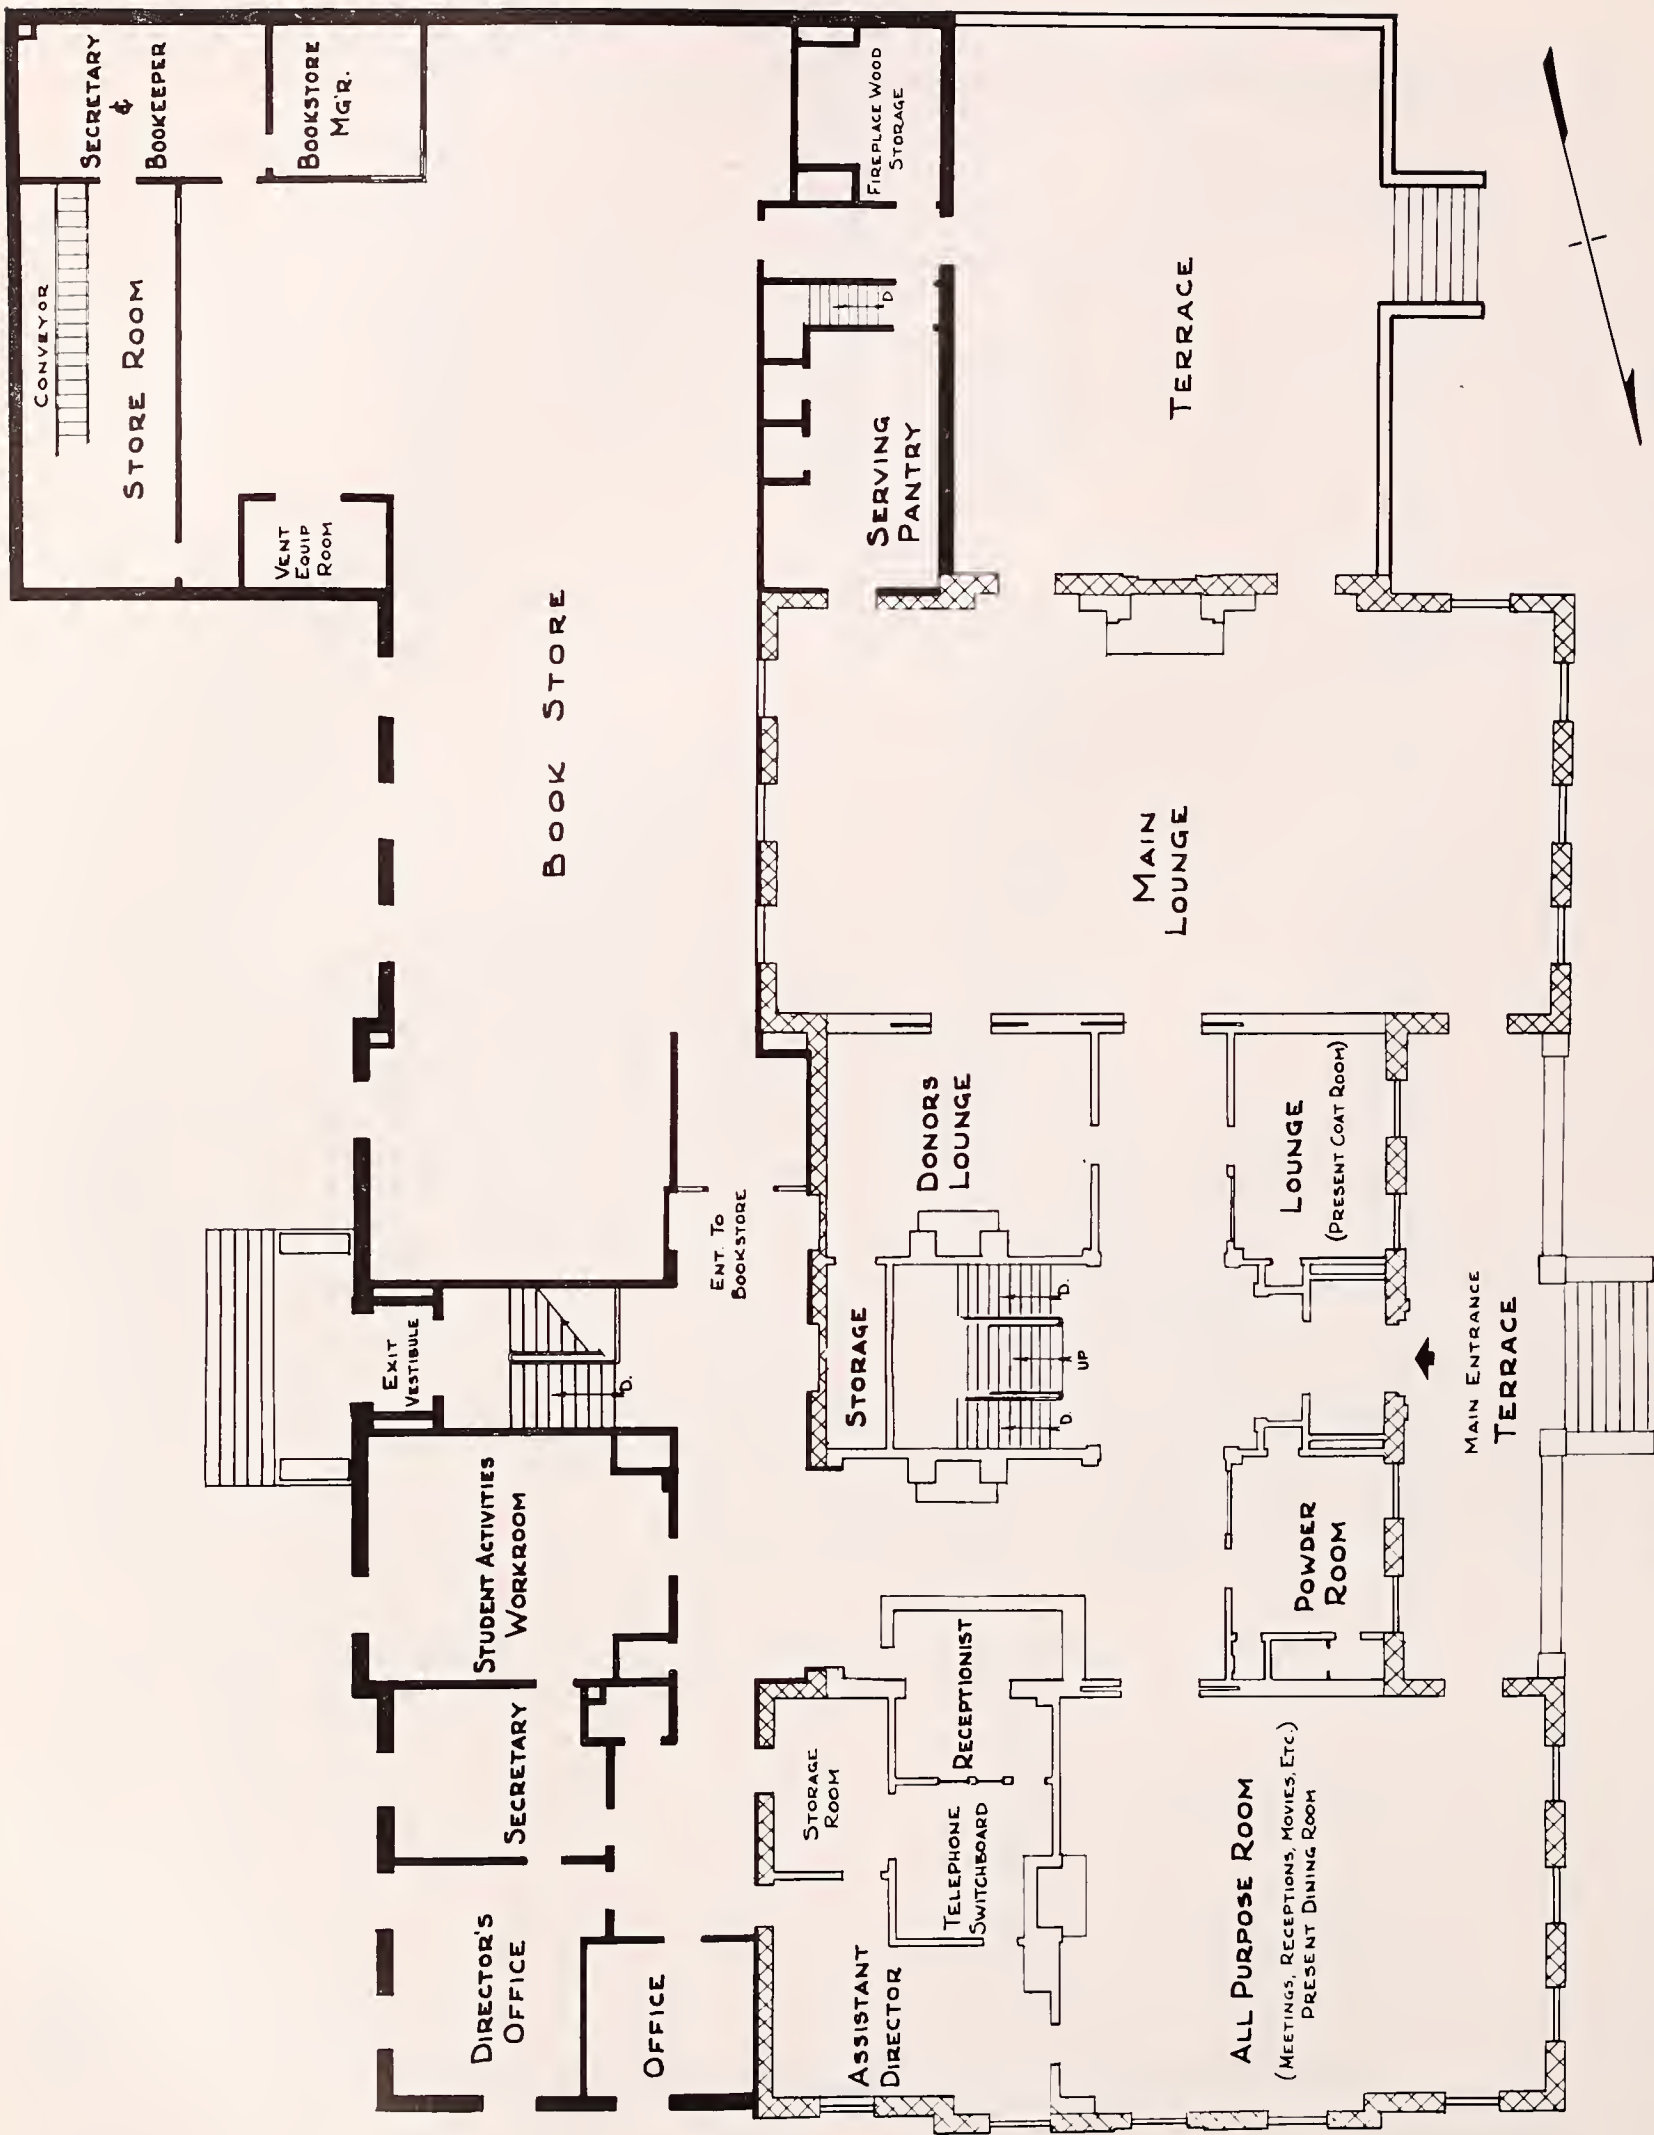 SECRETARY
&
BOOKEEPER
BOOKSTORE
MG'R.
CONVEYOR
STORE ROOM
VENT
EQUIP
ROOM
BOOK STORE
FIREPLACE WOOD
STORAGE
D
SERVING
PANTRY
TERRACE
MAIN
LOUNGE
DONORS
LOUNGE
LOUNGE
(PRESENT COAT ROOM)
ENT. TO
BOOKSTORE
EXIT
VESTIBULE
D.
STORAGE
D.
UP
D.
MAIN ENTRANCE
TERRACE
STUDENT ACTIVITIES
WORKROOM
POWDER
ROOM
RECEPTIONIST
SECRETARY
STORAGE
ROOM
TELEPHONE
SWITCHBOARD
DIRECTOR'S
OFFICE
OFFICE
ASSISTANT
DIRECTOR
ALL PURPOSE ROOM
(MEETINGS, RECEPTIONS, MOVIES, ETC.)
PRESENT DINING ROOM